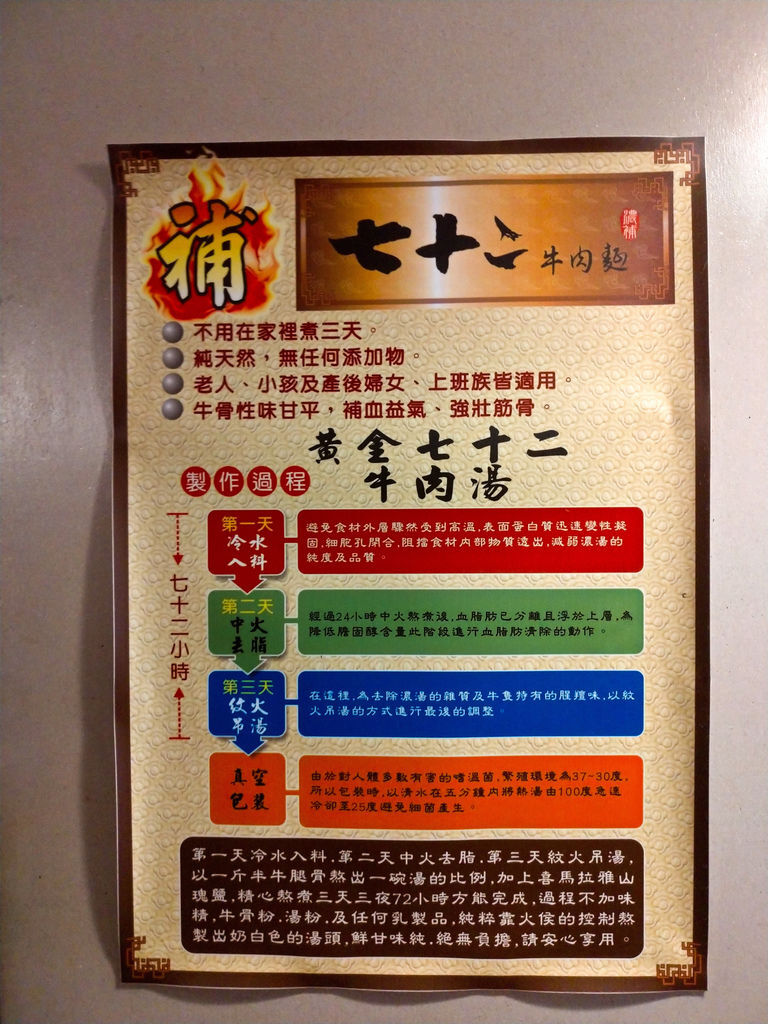 補
七十二牛肉麵
濃補
不用在家裡煮三天。
純天然，無任何添加物。
老人、小孩及產後婦女、上班族皆適用。
牛骨性味甘平，補血益氣、強壯筋骨。
黃金七十二
牛肉湯
製作過程
七十二小時
第一天
冷水
入料
避免食材外層驟然受到高溫,表面蛋白質迅速變性凝
固,細胞孔閉合,阻擋食材內部物質遠出,減弱濃湯的
純度及品質。
第二天
中火
去脂
經過24小時中火熬煮後,血脂肪已分離且浮於上層,為
降低膽固醇含量此階段進行血脂肪清除的動作。
第三天
紋火
吊湯
在這裡,為去除濃湯的雜質及牛隻持有的腥羶味,以紋
火吊湯的方式進行最後的調整。
真空
包裝
由於對人體多數有害的嗜溫菌,繁殖環境為37-30度,
所以包裝時,以清水在五分鐘內將熱湯由100度急速
冷卻至25度避免細菌產生。
第一天冷水入料.第二天中火去脂.第三天紋火吊湯,
以一斤半牛腿骨熬出一碗湯的比例,加上喜馬拉雅山
瑰鹽,精心熬煮三天三夜72小時方能完成,過程不加味
精,牛骨粉.湯粉,及任何乳製品,純粹靠火侯的控制熬
製出奶白色的湯頭,鮮甘味純.絕無負擔,請安心享用。